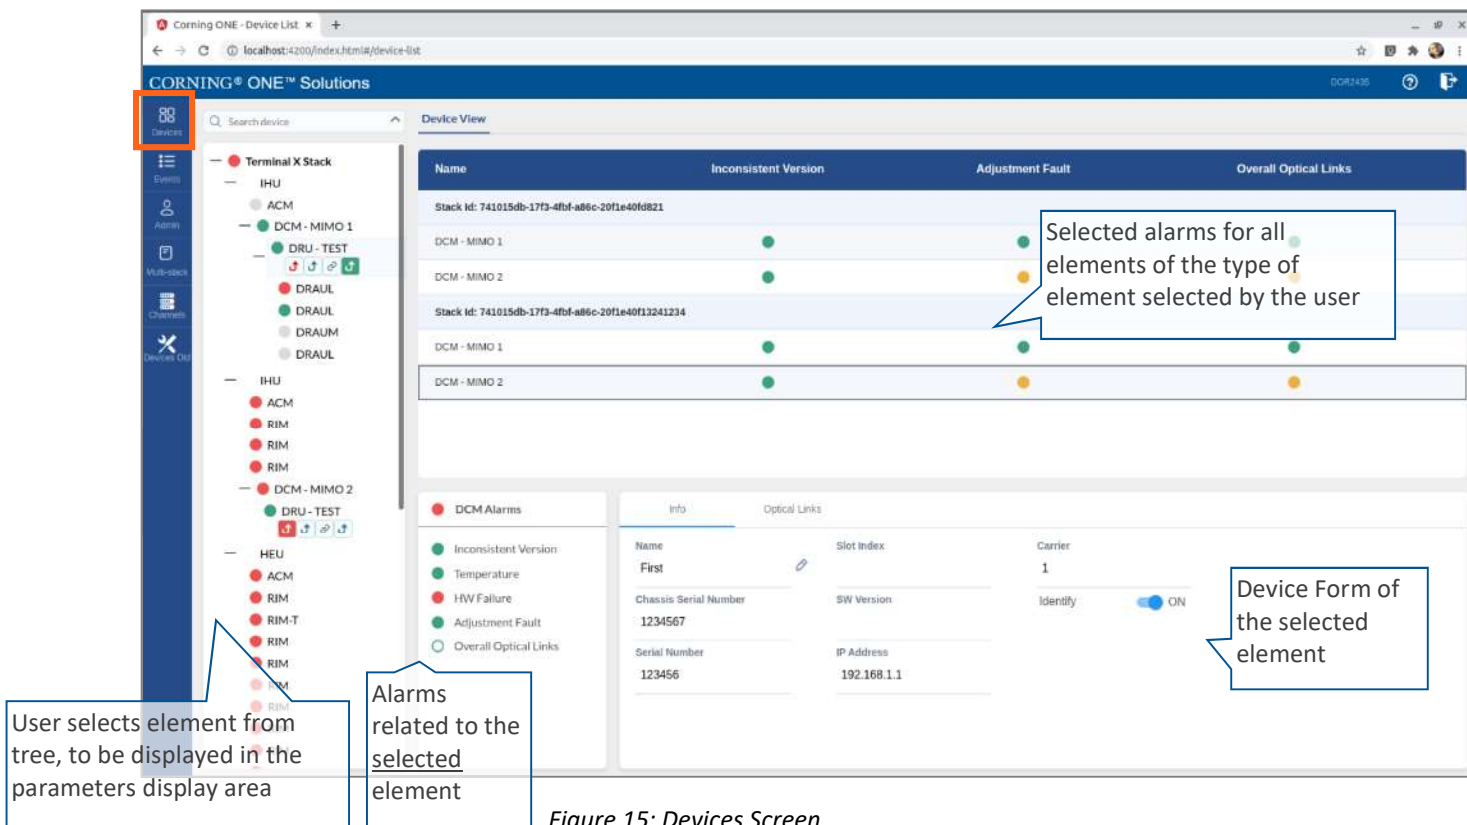 Corning ONE - Device List × +
localhost:4200/index.html#/device-list
CORNING® ONE™ Solutions
DOR2435
Devices
Events
Admin
Multi-stack
Channels
Devices Old
Search device
Terminal X Stack
IHU
ACM
DCM - MIMO 1
DRU - TEST
DRAUL
DRAUL
DRAUM
DRAUL
IHU
ACM
RIM
RIM
RIM
DCM - MIMO 2
DRU - TEST
HEU
ACM
RIM
RIM-T
RIM
RIM
RIM
RIM
Device View
Name Inconsistent Version Adjustment Fault Overall Optical Links
Stack Id: 741015db-17f3-4fbf-a86c-20f1e40fd821
DCM - MIMO 1
DCM - MIMO 2
Stack Id: 741015db-17f3-4fbf-a86c-20f1e40f13241234
DCM - MIMO 1
DCM - MIMO 2
Selected alarms for all
elements of the type of
element selected by the user
DCM Alarms
Inconsistent Version
Temperature
HW Failure
Adjustment Fault
Overall Optical Links
Info Optical Links
Name Slot Index Carrier
First 1
Chassis Serial Number SW Version Identify ON
1234567
Serial Number IP Address
123456 192.168.1.1
Device Form of
the selected
element
User selects element from
tree, to be displayed in the
parameters display area
Alarms
related to the
selected
element
Figure 15: Devices Screen